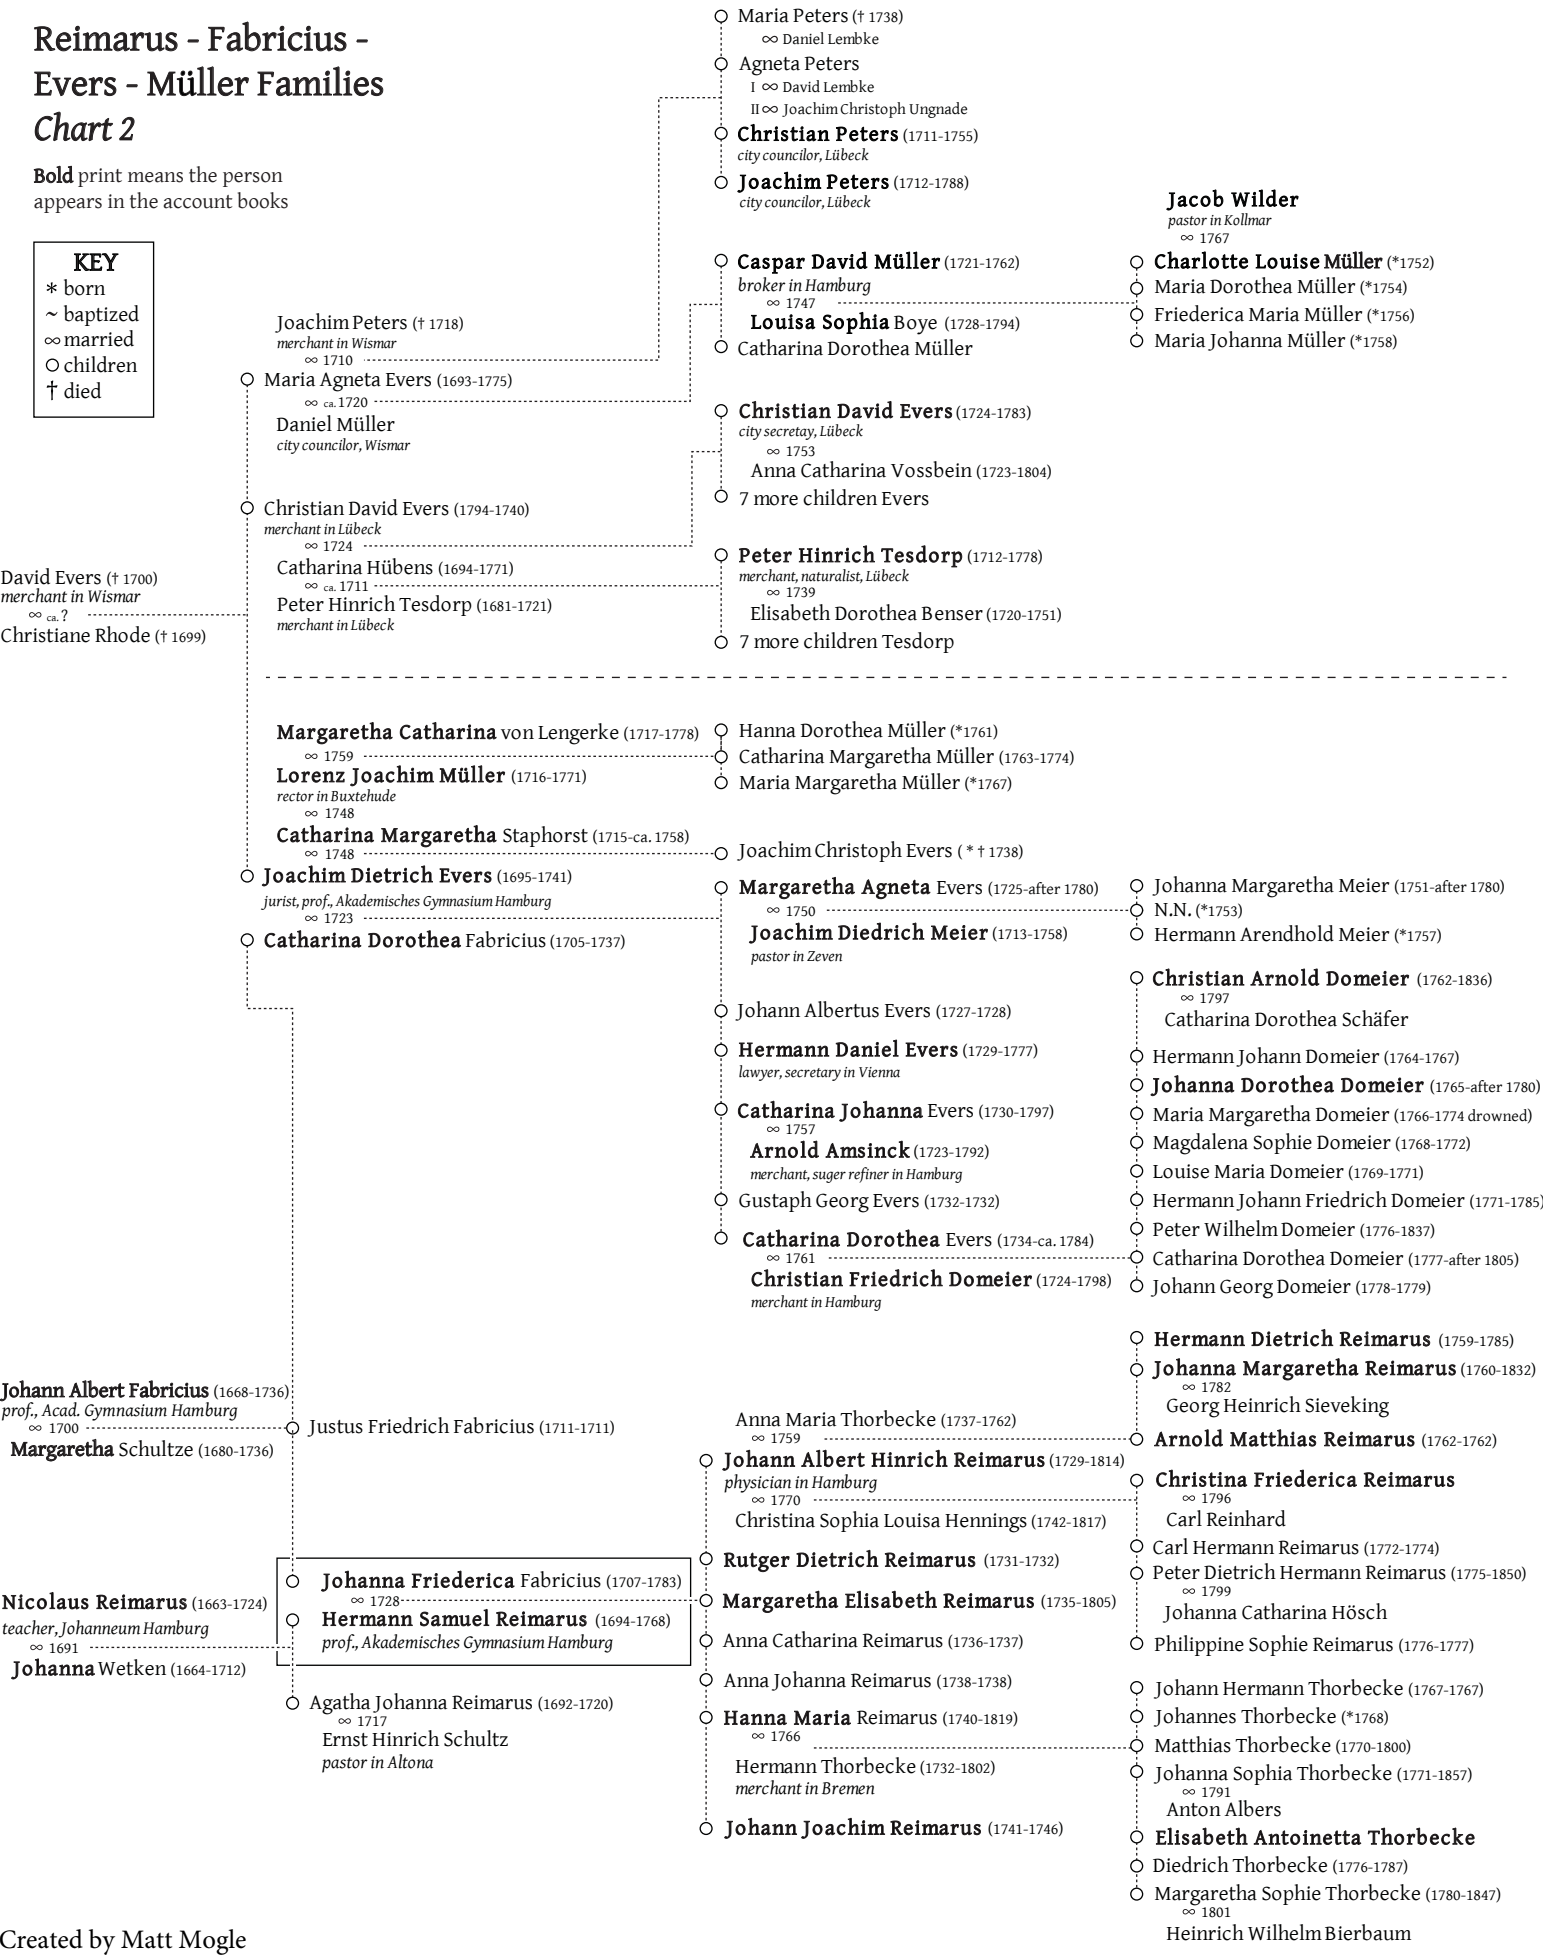 Reimarus - Fabricius -
Evers - Müller Families
Chart 2
Bold print means the person
appears in the account books
KEY
* born
~ baptized
∞ married
○ children
† died
David Evers († 1700)
merchant in Wismar
∞ ca. ?
Christiane Rhode († 1699)
Johann Albert Fabricius (1668-1736)
prof., Acad. Gymnasium Hamburg
∞ 1700
Margaretha Schultze (1680-1736)
Nicolaus Reimarus (1663-1724)
teacher, Johanneum Hamburg
∞ 1691
Johanna Wetken (1664-1712)
Joachim Peters († 1718)
merchant in Wismar
∞ 1710
Maria Agneta Evers (1693-1775)
∞ ca. 1720
Daniel Müller
city councilor, Wismar
Christian David Evers (1794-1740)
merchant in Lübeck
∞ 1724
Catharina Hübens (1694-1771)
∞ ca. 1711
Peter Hinrich Tesdorp (1681-1721)
merchant in Lübeck
Margaretha Catharina von Lengerke (1717-1778)
∞ 1759
Lorenz Joachim Müller (1716-1771)
rector in Buxtehude
∞ 1748
Catharina Margaretha Staphorst (1715-ca. 1758)
∞ 1748
Joachim Dietrich Evers (1695-1741)
jurist, prof., Akademisches Gymnasium Hamburg
∞ 1723
Catharina Dorothea Fabricius (1705-1737)
Justus Friedrich Fabricius (1711-1711)
Johanna Friederica Fabricius (1707-1783)
∞ 1728
Hermann Samuel Reimarus (1694-1768)
prof., Akademisches Gymnasium Hamburg
Agatha Johanna Reimarus (1692-1720)
∞ 1717
Ernst Hinrich Schultz
pastor in Altona
Maria Peters († 1738)
∞ Daniel Lembke
Agneta Peters
I ∞ David Lembke
II ∞ Joachim Christoph Ungnade
Christian Peters (1711-1755)
city councilor, Lübeck
Joachim Peters (1712-1788)
city councilor, Lübeck
Caspar David Müller (1721-1762)
broker in Hamburg
∞ 1747
Louisa Sophia Boye (1728-1794)
Catharina Dorothea Müller
Christian David Evers (1724-1783)
city secretay, Lübeck
∞ 1753
Anna Catharina Vossbein (1723-1804)
7 more children Evers
Peter Hinrich Tesdorp (1712-1778)
merchant, naturalist, Lübeck
∞ 1739
Elisabeth Dorothea Benser (1720-1751)
7 more children Tesdorp
Hanna Dorothea Müller (*1761)
Catharina Margaretha Müller (1763-1774)
Maria Margaretha Müller (*1767)
Joachim Christoph Evers ( * † 1738)
Margaretha Agneta Evers (1725-after 1780)
∞ 1750
Joachim Diedrich Meier (1713-1758)
pastor in Zeven
Johann Albertus Evers (1727-1728)
Hermann Daniel Evers (1729-1777)
lawyer, secretary in Vienna
Catharina Johanna Evers (1730-1797)
∞ 1757
Arnold Amsinck (1723-1792)
merchant, suger refiner in Hamburg
Gustaph Georg Evers (1732-1732)
Catharina Dorothea Evers (1734-ca. 1784)
∞ 1761
Christian Friedrich Domeier (1724-1798)
merchant in Hamburg
Anna Maria Thorbecke (1737-1762)
∞ 1759
Johann Albert Hinrich Reimarus (1729-1814)
physician in Hamburg
∞ 1770
Christina Sophia Louisa Hennings (1742-1817)
Rutger Dietrich Reimarus (1731-1732)
Margaretha Elisabeth Reimarus (1735-1805)
Anna Catharina Reimarus (1736-1737)
Anna Johanna Reimarus (1738-1738)
Hanna Maria Reimarus (1740-1819)
∞ 1766
Hermann Thorbecke (1732-1802)
merchant in Bremen
Johann Joachim Reimarus (1741-1746)
Jacob Wilder
pastor in Kollmar
∞ 1767
Charlotte Louise Müller (*1752)
Maria Dorothea Müller (*1754)
Friederica Maria Müller (*1756)
Maria Johanna Müller (*1758)
Johanna Margaretha Meier (1751-after 1780)
N.N. (*1753)
Hermann Arendhold Meier (*1757)
Christian Arnold Domeier (1762-1836)
∞ 1797
Catharina Dorothea Schäfer
Hermann Johann Domeier (1764-1767)
Johanna Dorothea Domeier (1765-after 1780)
Maria Margaretha Domeier (1766-1774 drowned)
Magdalena Sophie Domeier (1768-1772)
Louise Maria Domeier (1769-1771)
Hermann Johann Friedrich Domeier (1771-1785)
Peter Wilhelm Domeier (1776-1837)
Catharina Dorothea Domeier (1777-after 1805)
Johann Georg Domeier (1778-1779)
Hermann Dietrich Reimarus (1759-1785)
Johanna Margaretha Reimarus (1760-1832)
∞ 1782
Georg Heinrich Sieveking
Arnold Matthias Reimarus (1762-1762)
Christina Friederica Reimarus
∞ 1796
Carl Reinhard
Carl Hermann Reimarus (1772-1774)
Peter Dietrich Hermann Reimarus (1775-1850)
∞ 1799
Johanna Catharina Hösch
Philippine Sophie Reimarus (1776-1777)
Johann Hermann Thorbecke (1767-1767)
Johannes Thorbecke (*1768)
Matthias Thorbecke (1770-1800)
Johanna Sophia Thorbecke (1771-1857)
∞ 1791
Anton Albers
Elisabeth Antoinetta Thorbecke
Diedrich Thorbecke (1776-1787)
Margaretha Sophie Thorbecke (1780-1847)
∞ 1801
Heinrich Wilhelm Bierbaum
Created by Matt Mogle